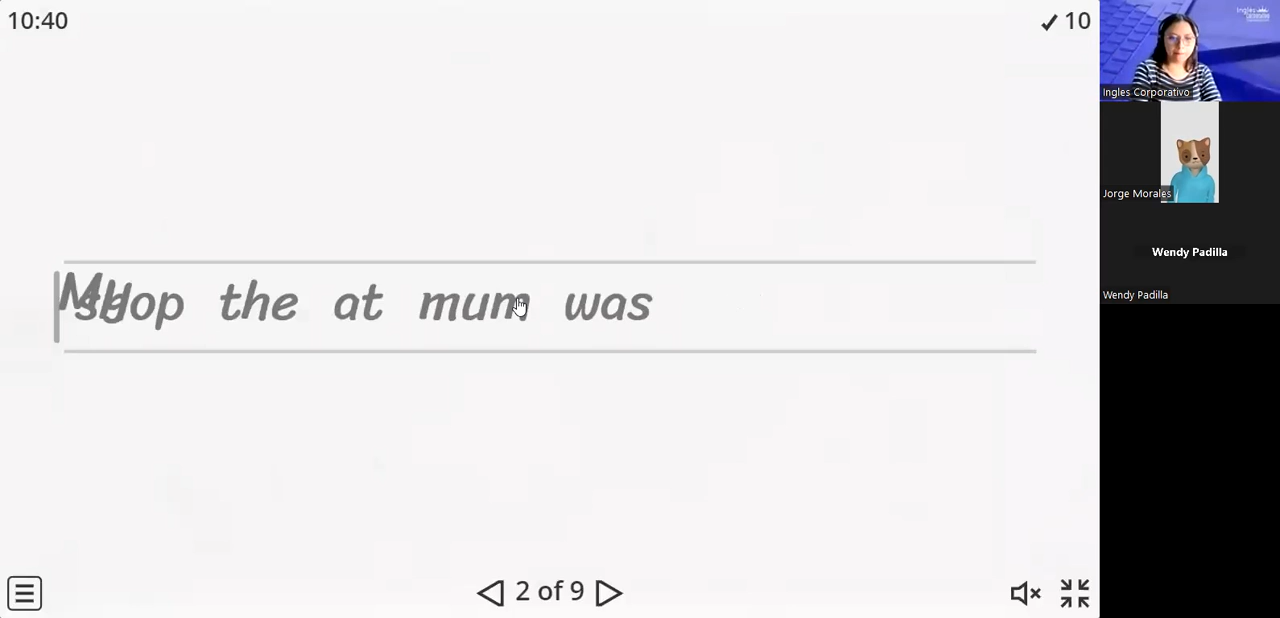 10:40
10
Ingles Corporativo
Jorge Morales
Wendy Padilla
Wendy Padilla
My shop the at mum was
2 of 9